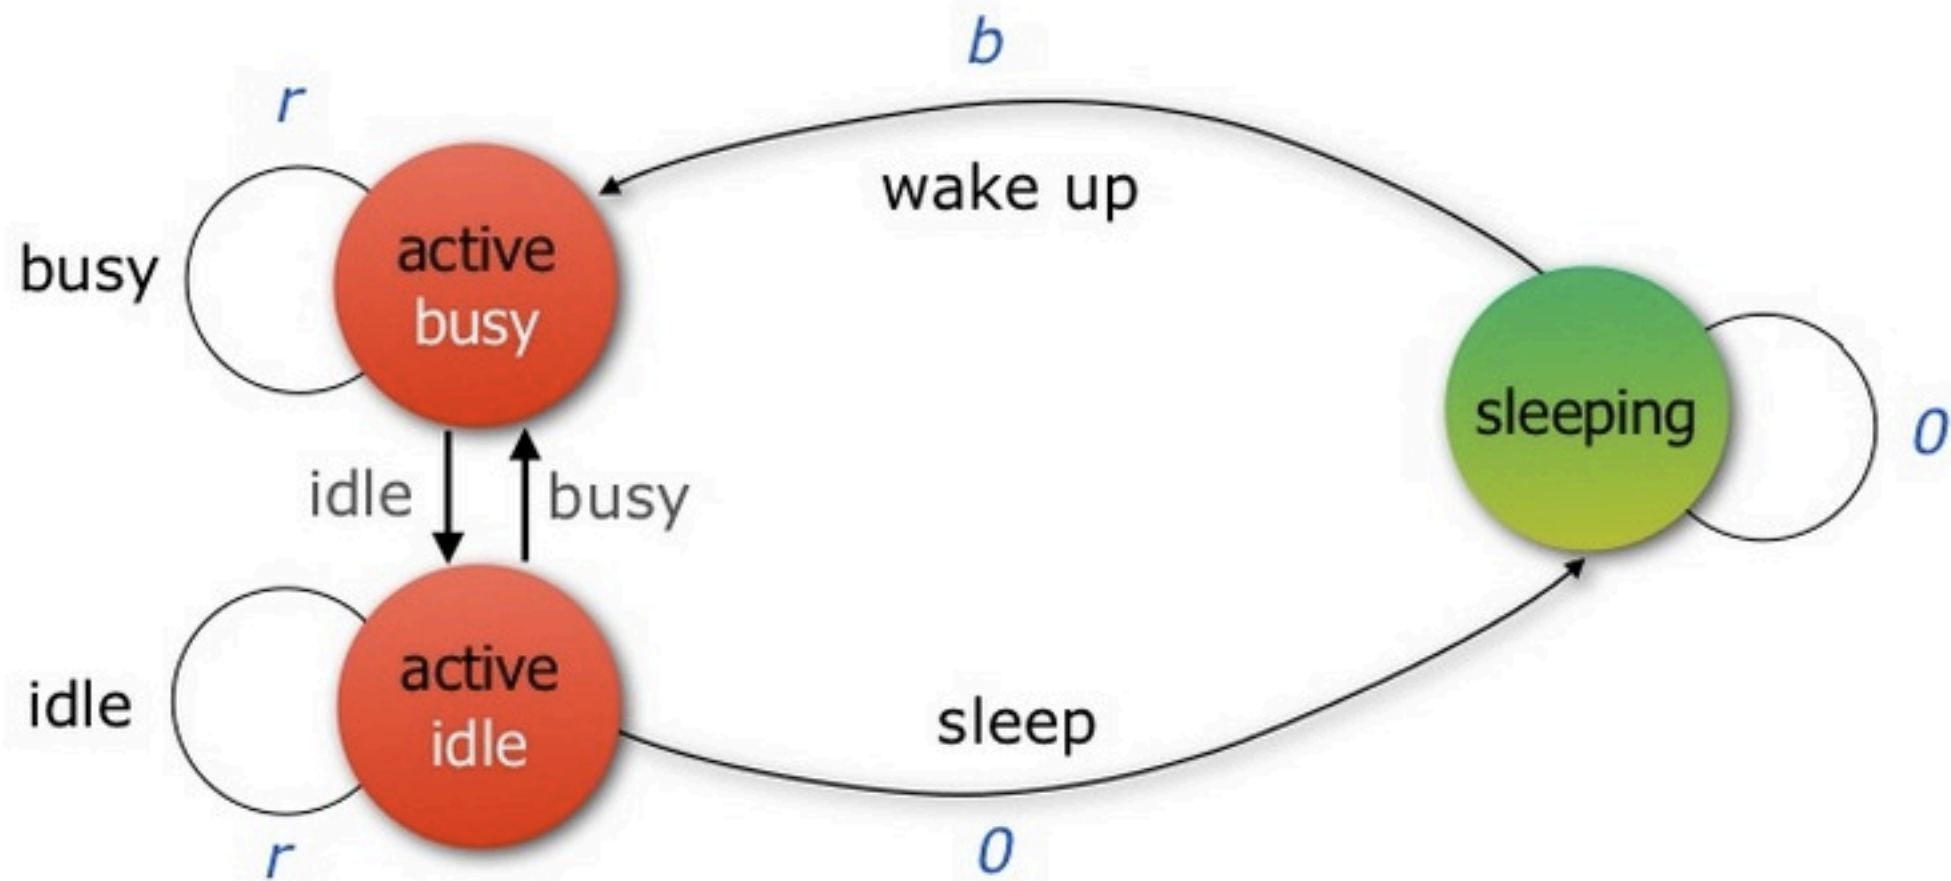 b
r
wake up
active
busy
busy
sleeping
0
idle
busy
active
idle
idle
sleep
r
0